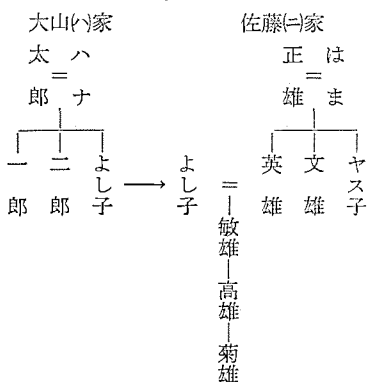 大山(ハ)家
佐藤(ニ)家
太郎
ハナ
正雄
はま
一郎
二郎
よし子
よし子
英雄
文雄
ヤス子
敏雄
高雄
菊雄